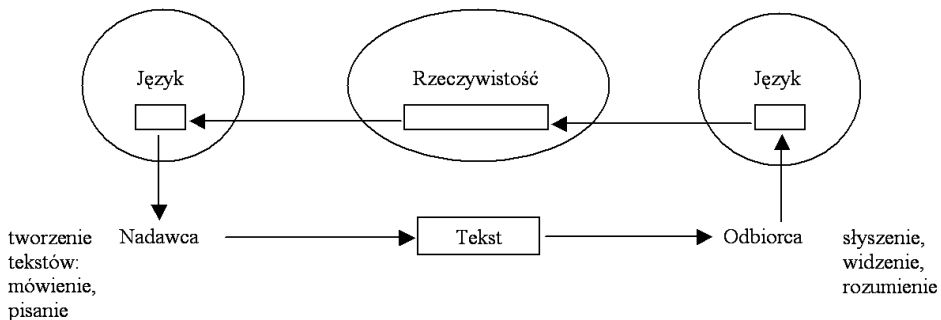 Język
Rzeczywistość
Język
tworzenie
tekstów:
mówienie,
pisanie
Nadawca
Tekst
Odbiorca
słyszenie,
widzenie,
rozumienie